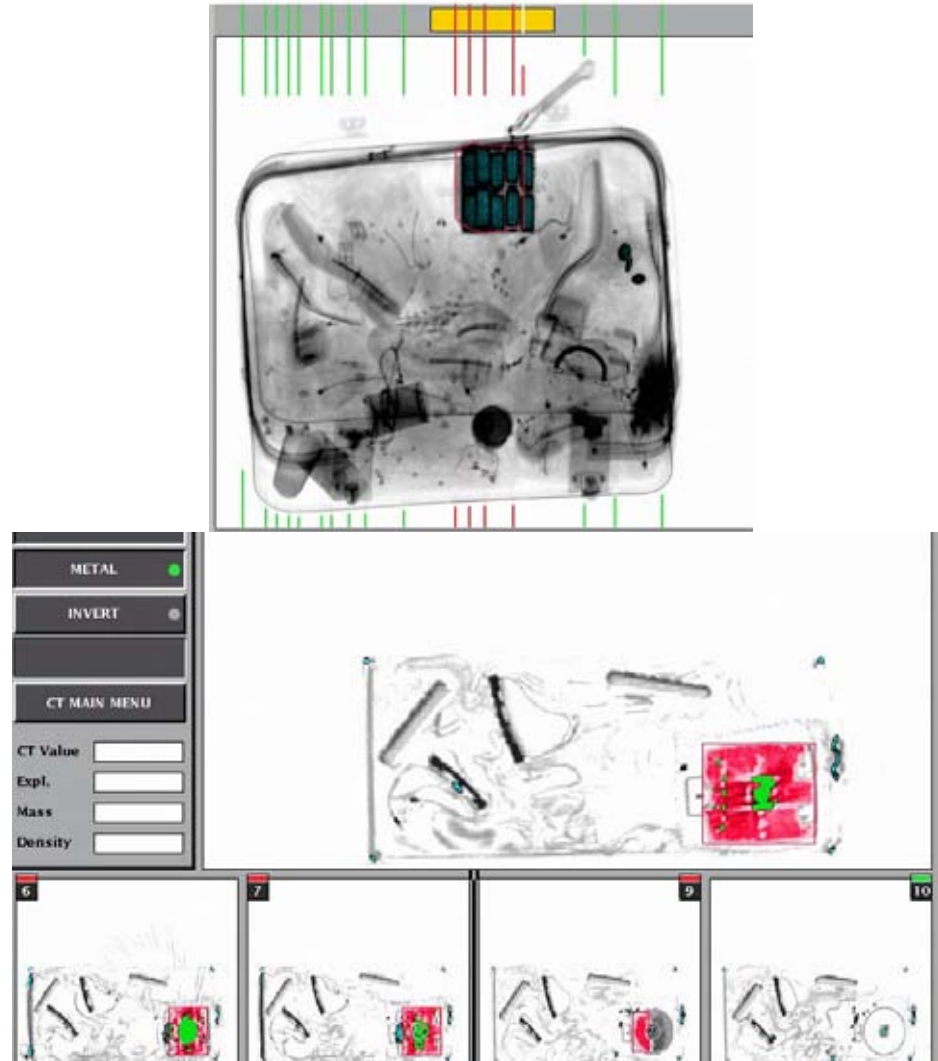 METAL
INVERT
CT MAIN MENU
CT Value
Expl.
Mass
Density
6
7
9
10